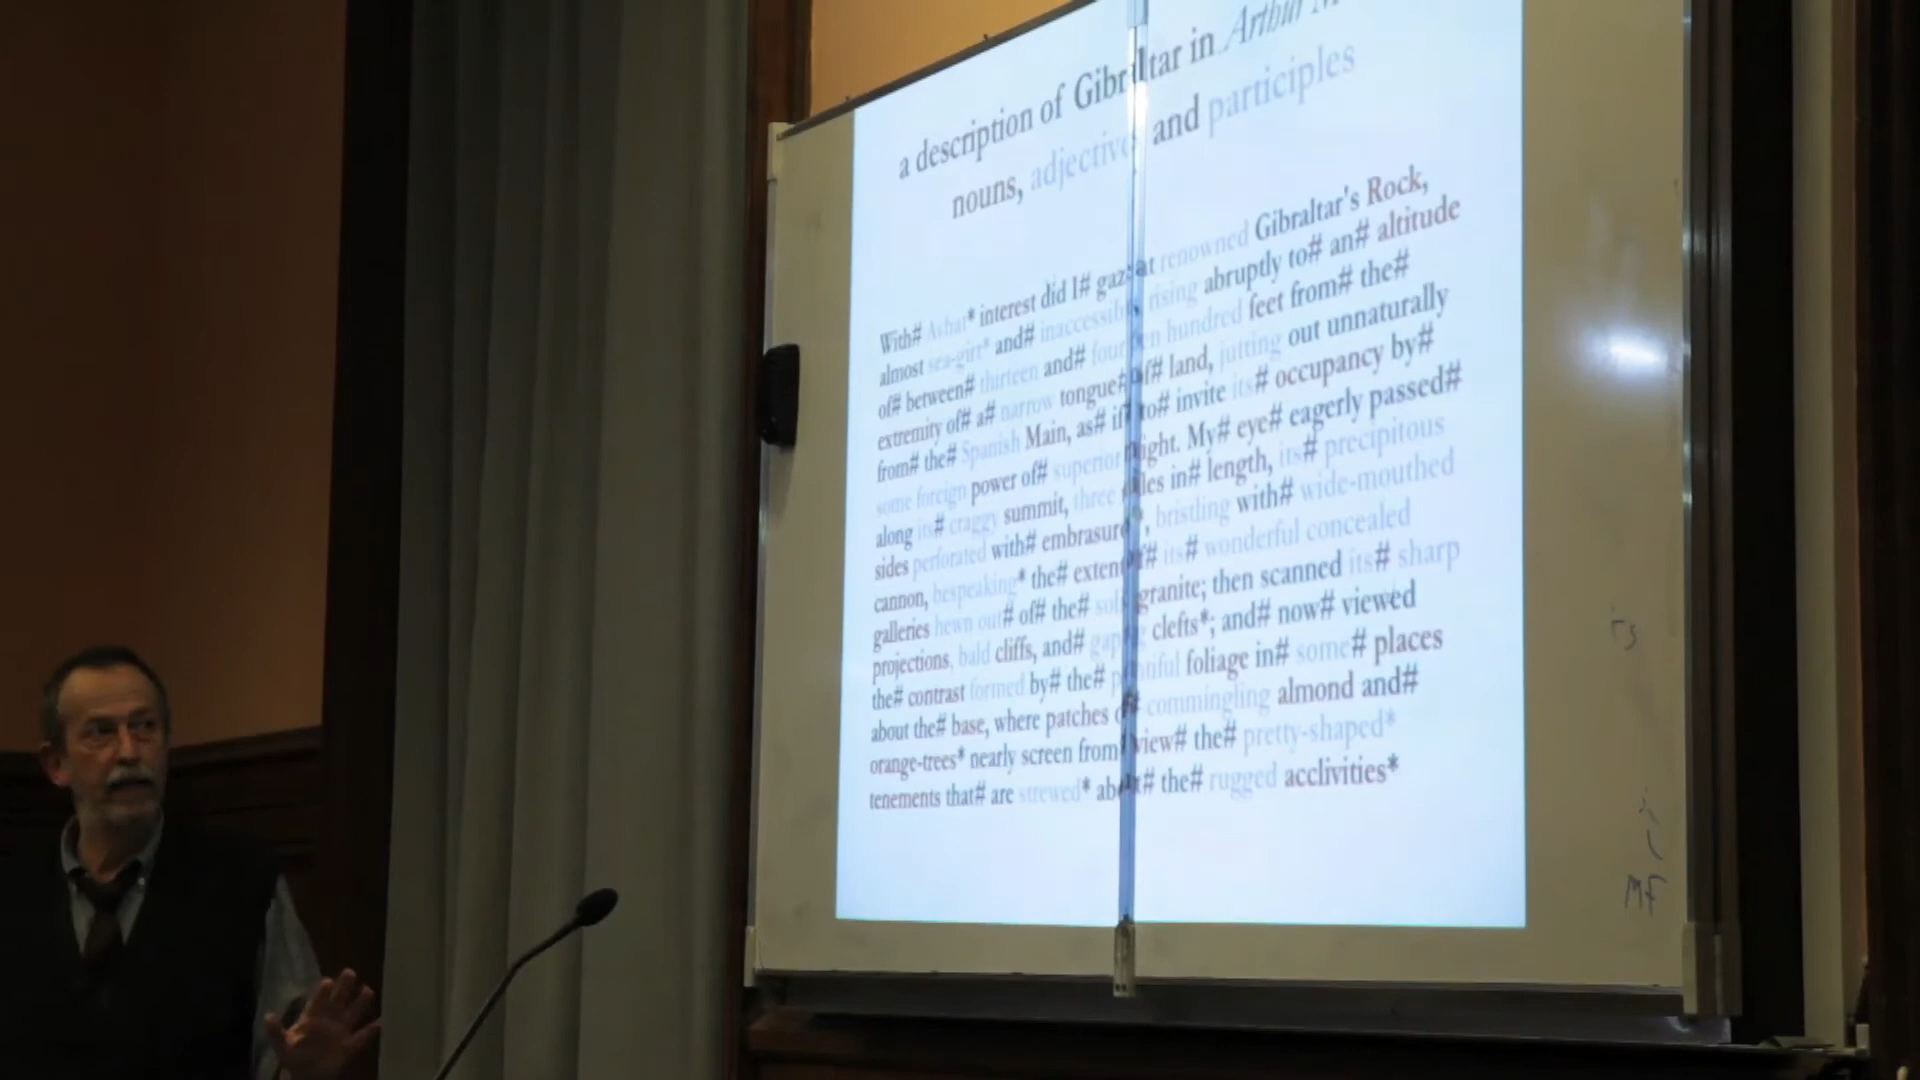 a description of Gibraltar in Arthur M
nouns, adjectives and participles
With# interest did I# gaze at renowned Gibraltar's Rock,
almost sea-girt* and# inaccessible, rising abruptly to# an# altitude
of# between# thirteen and# fourteen hundred feet from# the#
extremity of# a# narrow tongue# of# land, jutting out unnaturally
from# the# Spanish Main, as# if# to# invite its# occupancy by#
some foreign power of# superior might. My# eye# eagerly passed#
along its# craggy summit, three miles in# length, its# precipitous
sides perforated with# embrasures, bristling with# wide-mouthed
cannon, bespeaking* the# extent of# its# wonderful concealed
galleries hewn out# of# the# solid granite; then scanned its# sharp
projections, bald cliffs, and# gaping clefts*; and# now# viewed
the# contrast formed by# the# foliage in# some# places
about the# base, where patches of# commingling almond and#
orange-trees* nearly screen from# view# the# pretty-shaped*
tenements that# are strewed* about# the# rugged acclivities*
rs
MF